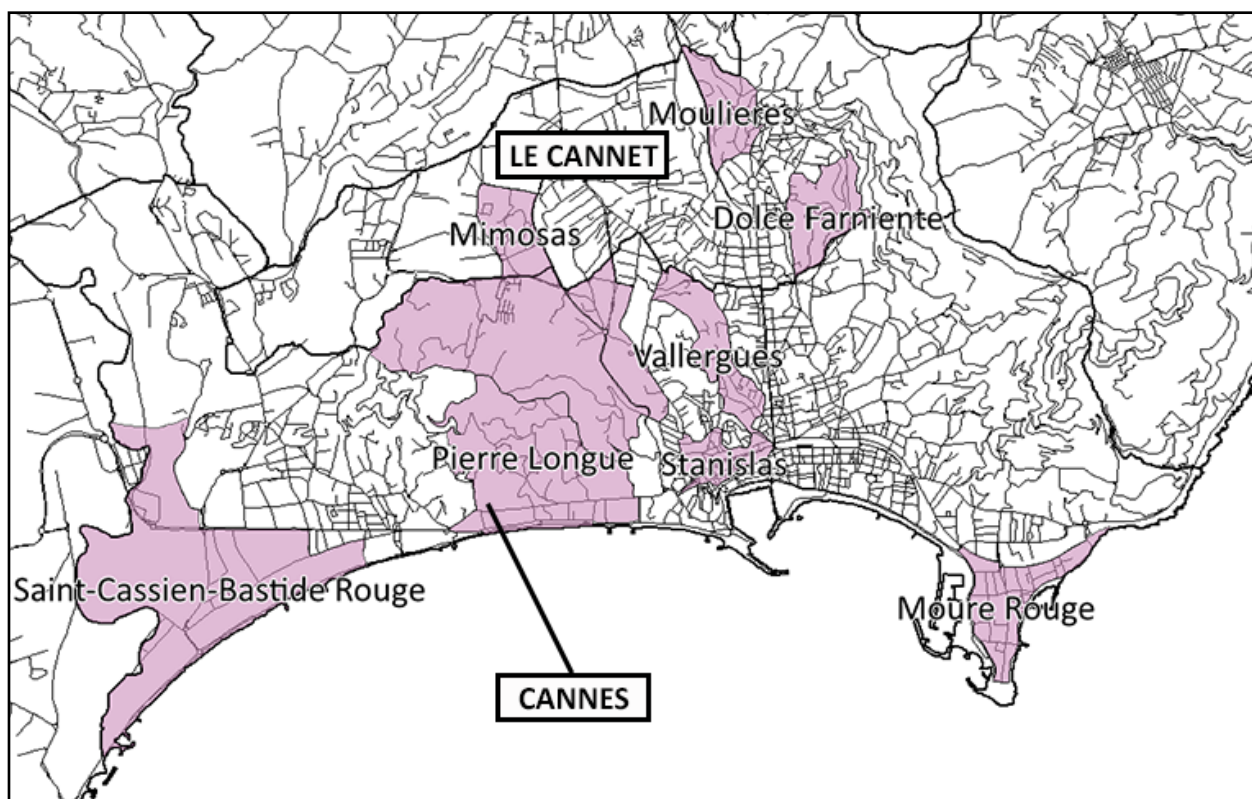 Moulieres
LE CANNET
Dolce Farniente
Mimosas
Vallergues
Pierre Longue
Stanislas
Saint-Cassien-Bastide Rouge
Moure Rouge
CANNES